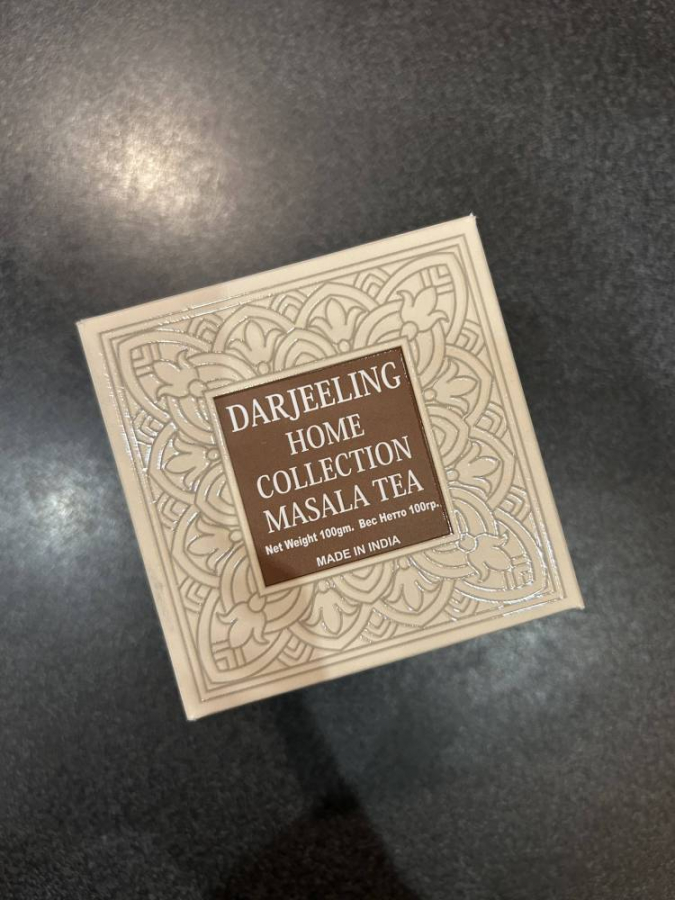 DARJEELING
HOME
COLLECTION
MASALA TEA
Net Weight 100gm. Вес Нетто 100гр.
MADE IN INDIA